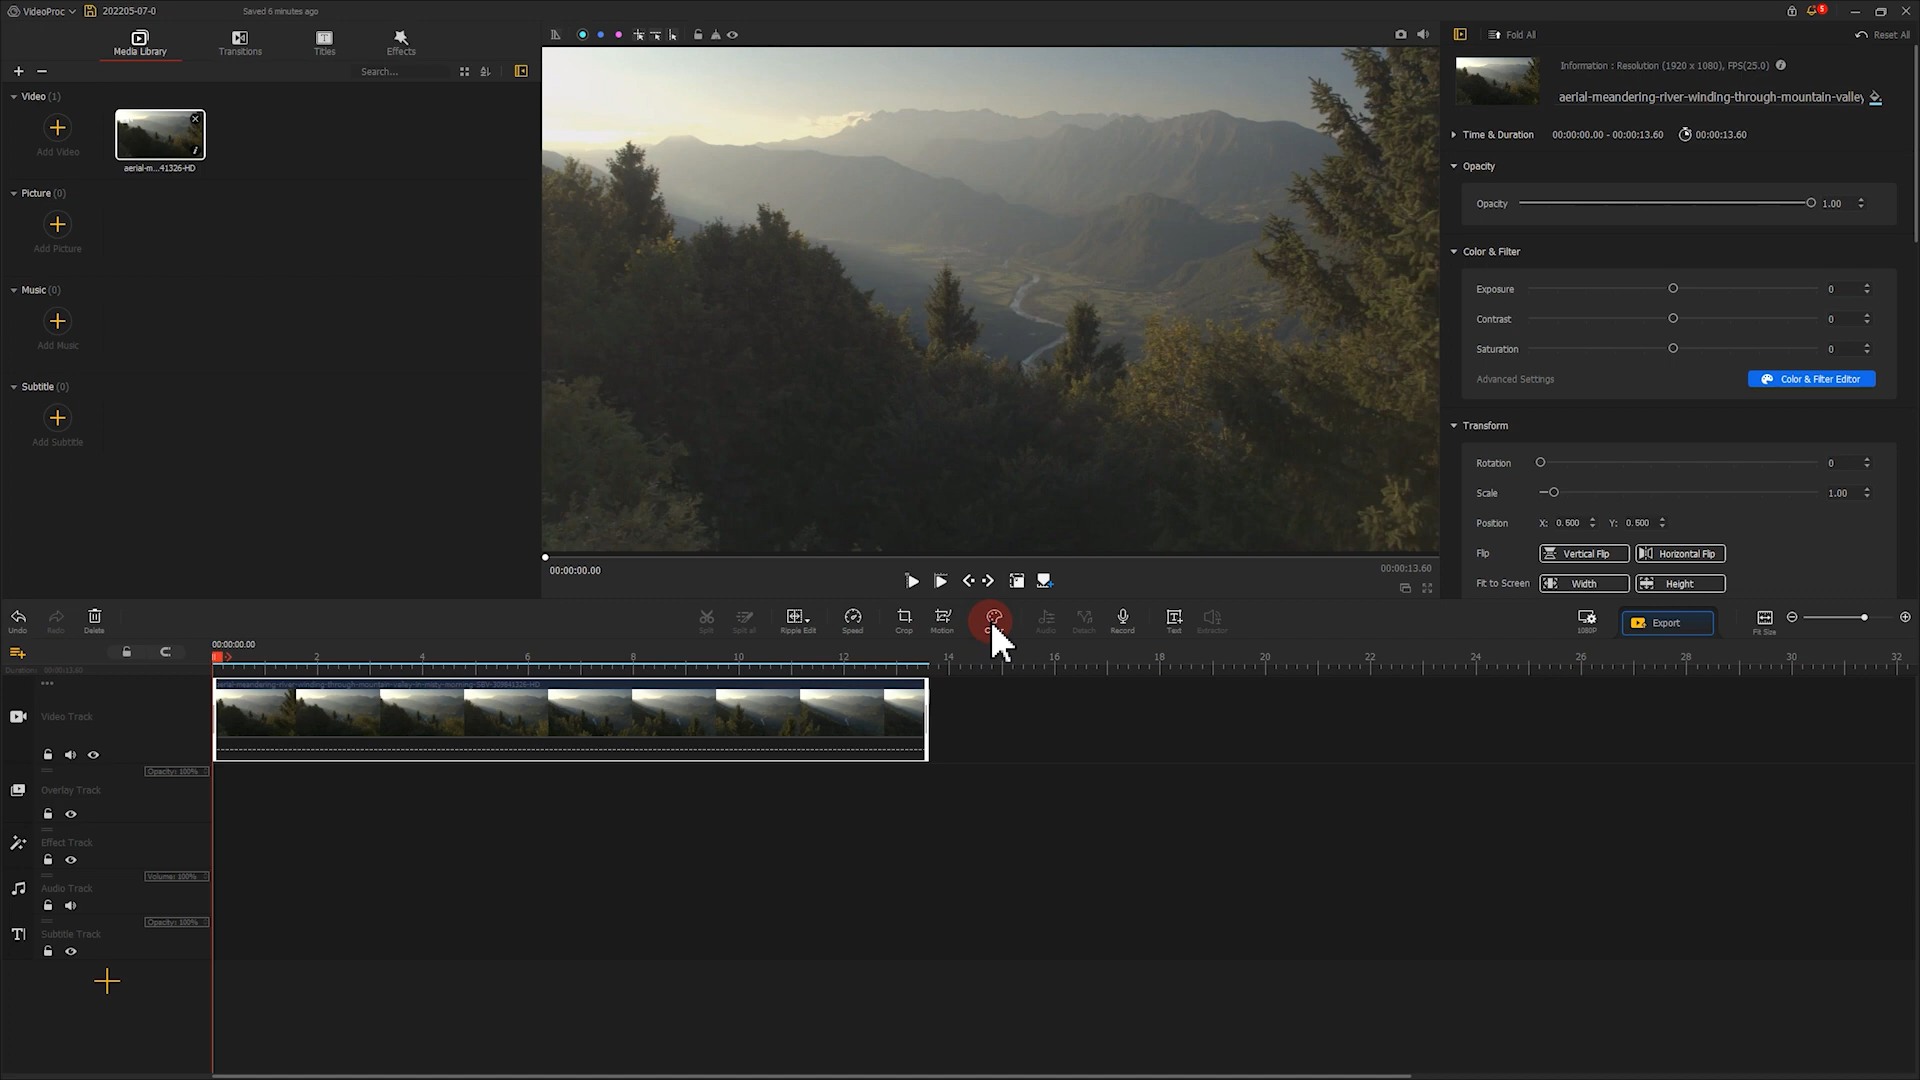 VideoProc
202205-07-0
Saved 6 minutes ago
Media Library
Transitions
Titles
Effects
Search...
Fold All
Reset All
Information : Resolution (1920 x 1080), FPS(25.0)
aerial-meandering-river-winding-through-mountain-valley
Video (1)
Add Video
aerial-m...41326-HD
Time & Duration 00:00:00.00 - 00:00:13.60 00:00:13.60
Opacity
Picture (0)
Add Picture
Opacity 1.00
Color & Filter
Music (0)
Add Music
Exposure 0
Contrast 0
Saturation 0
Advanced Settings
Color & Filter Editor
Subtitle (0)
Add Subtitle
Transform
Rotation 0
Scale 1.00
Position X: 0.500 Y: 0.500
Flip Vertical Flip Horizontal Flip
Fit to Screen Width Height
00:00:00.00
00:00:13.60
Undo
Redo
Delete
Split
Split all
Ripple Edit
Speed
Crop
Motion
Audio
Detach
Record
Text
Extractor
1080P
Export
Fit Size
00:00:00.00
2 4 6 8 10 12 14 16 18 20 22 24 26 28 30 32
Duration: 00:00:13.60
aerial-meandering-river-winding-through-mountain-valley-in-misty-morning-SBV-309841326-HD
Video Track
Opacity: 100%
Overlay Track
Effect Track
Volume: 100%
Audio Track
Opacity: 100%
Subtitle Track